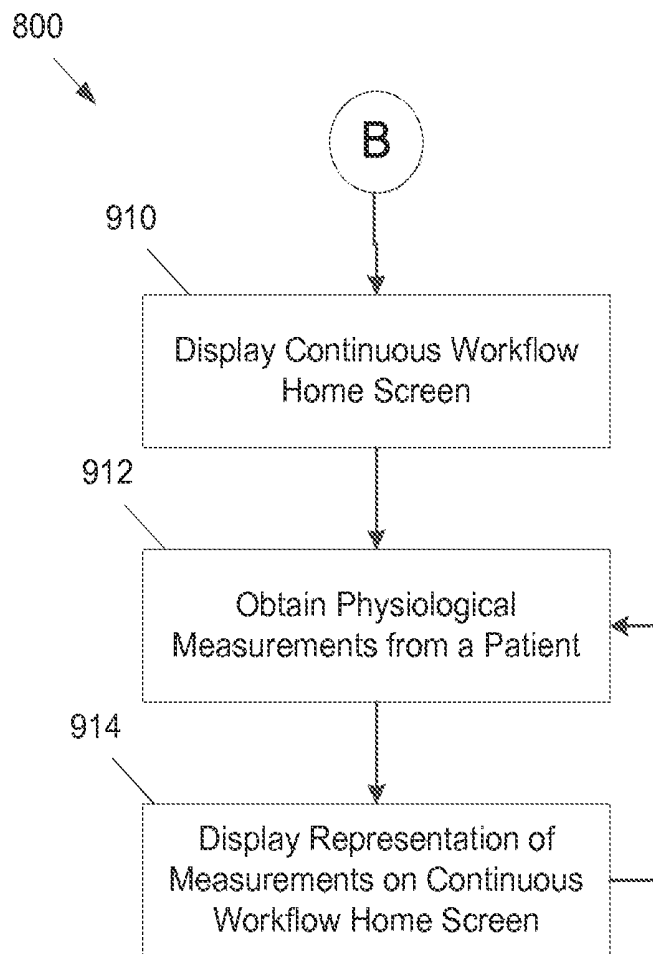 800
B
910
Display Continuous Workflow
Home Screen
912
Obtain Physiological
Measurements from a Patient
914
Display Representation of
Measurements on Continuous
Workflow Home Screen